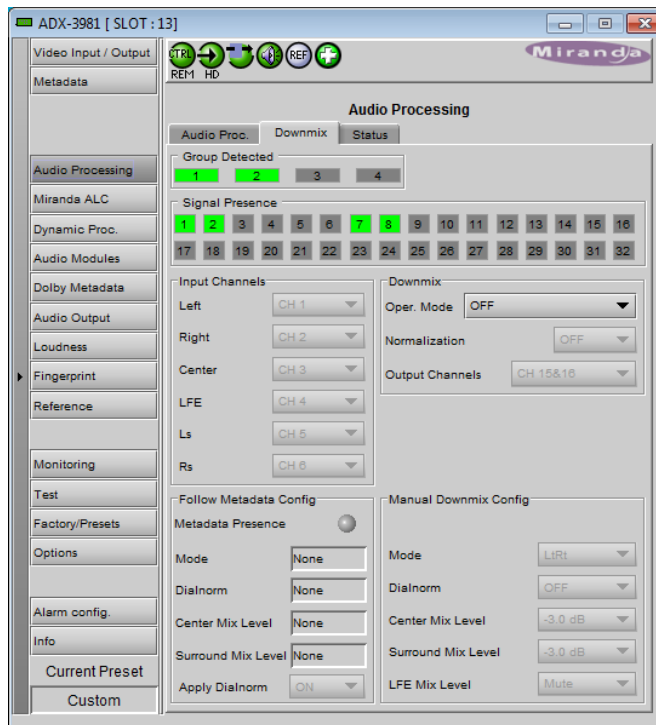 ADX-3981 [ SLOT : 13]
Video Input / Output
Metadata
Audio Processing
Miranda ALC
Dynamic Proc.
Audio Modules
Dolby Metadata
Audio Output
Loudness
Fingerprint
Reference
Monitoring
Test
Factory/Presets
Options
Alarm config.
Info
Current Preset
Custom
CTRL REF
REM HD
Miranda
Audio Processing
Audio Proc. Downmix Status
Group Detected
1 2 3 4
Signal Presence
1 2 3 4 5 6 7 8 9 10 11 12 13 14 15 16
17 18 19 20 21 22 23 24 25 26 27 28 29 30 31 32
Input Channels
Left CH 1
Right CH 2
Center CH 3
LFE CH 4
Ls CH 5
Rs CH 6
Downmix
Oper. Mode OFF
Normalization OFF
Output Channels CH 15&16
Follow Metadata Config
Metadata Presence
Mode None
Dialnorm None
Center Mix Level None
Surround Mix Level None
Apply Dialnorm ON
Manual Downmix Config
Mode LtRt
Dialnorm OFF
Center Mix Level -3.0 dB
Surround Mix Level -3.0 dB
LFE Mix Level Mute